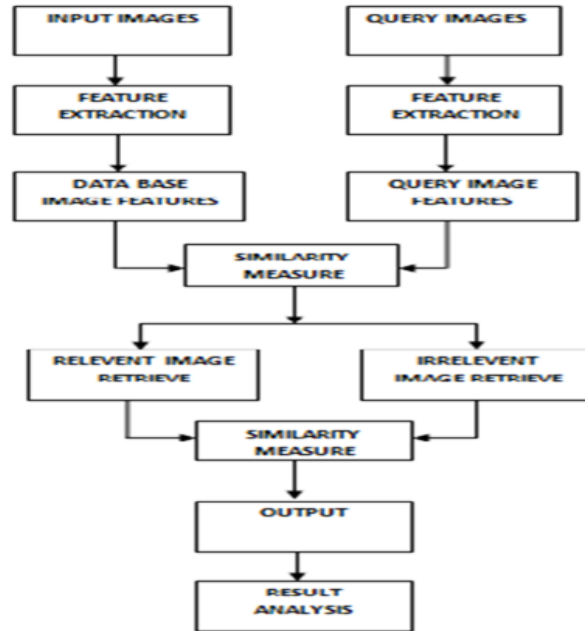 INPUT IMAGES
QUERY IMAGES
FEATURE
EXTRACTION
FEATURE
EXTRACTION
DATA BASE
IMAGE FEATURES
QUERY IMAGE
FEATURES
SIMILARITY
MEASURE
RELEVENT IMAGE
RETRIEVE
IRRELEVENT
IMAGE RETRIEVE
SIMILARITY
MEASURE
OUTPUT
RESULT
ANALYSIS